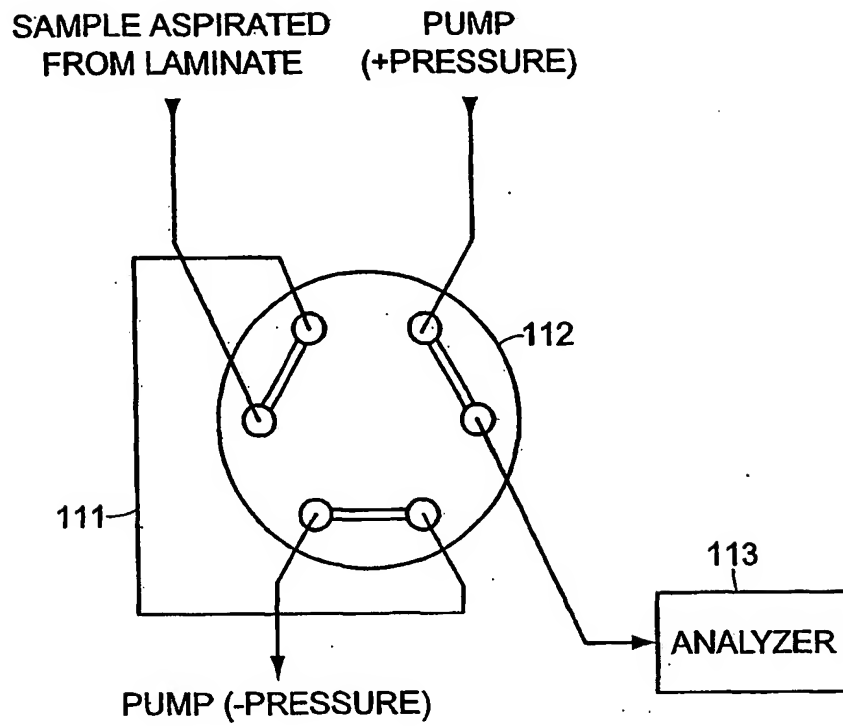 SAMPLE ASPIRATED
FROM LAMINATE
PUMP
(+PRESSURE)
112
111
113
ANALYZER
PUMP (-PRESSURE)